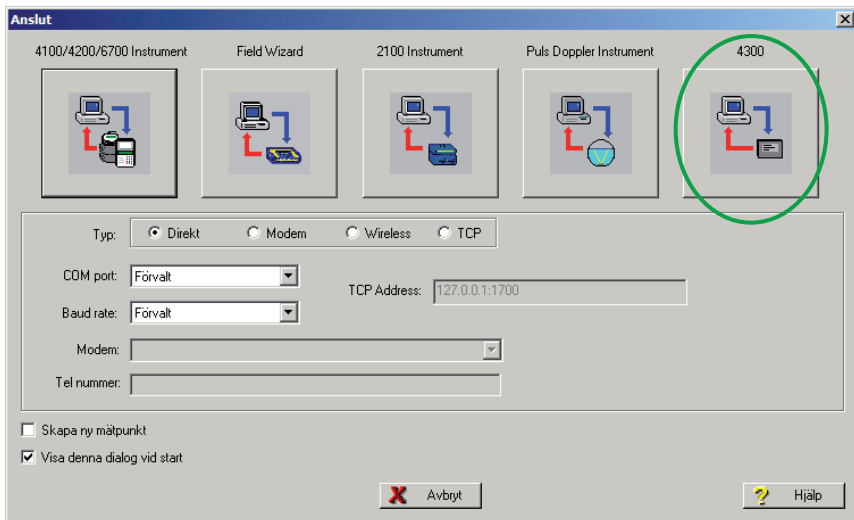 Anslut
4100/4200/6700 Instrument Field Wizard 2100 Instrument Puls Doppler Instrument 4300
Typ: Direkt Modem Wireless TCP
COM port: Förvalt
TCP Address: 127.0.0.1:1700
Baud rate: Förvalt
Modem:
Tel nummer:
Skapa ny mätpunkt
Visa denna dialog vid start
Avbryt Hjälp